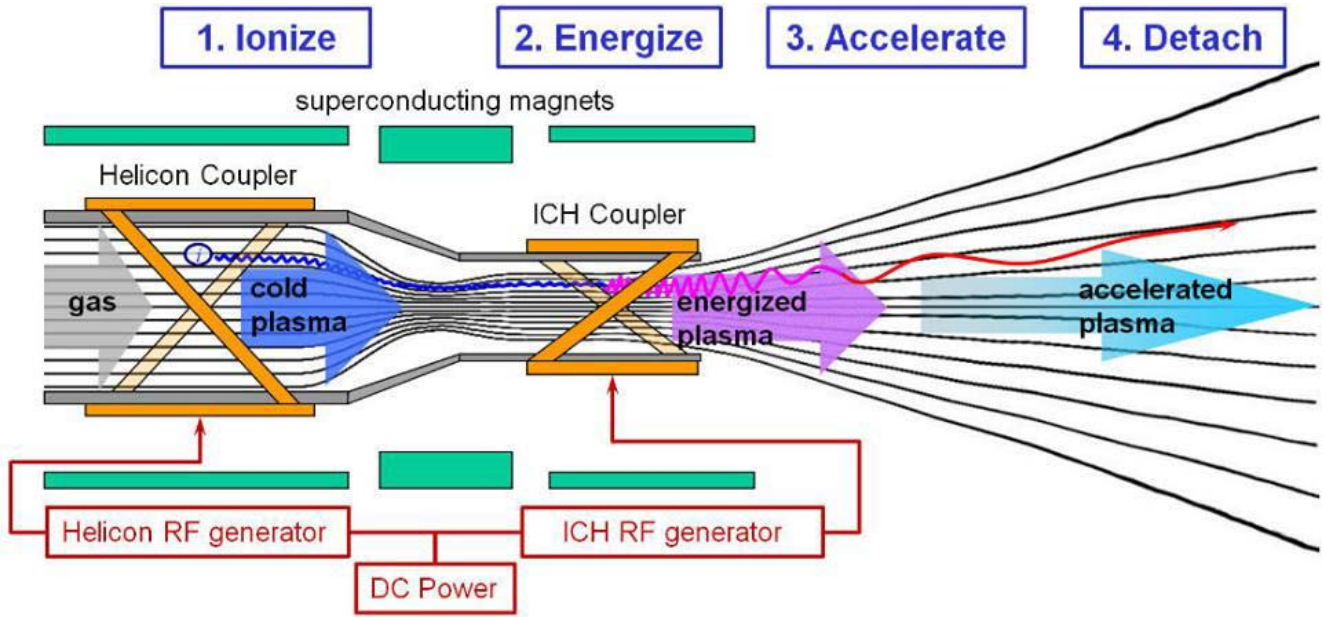 1. Ionize
2. Energize
3. Accelerate
4. Detach
superconducting magnets
Helicon Coupler
ICH Coupler
i
gas
cold
plasma
energized
plasma
accelerated
plasma
Helicon RF generator
ICH RF generator
DC Power